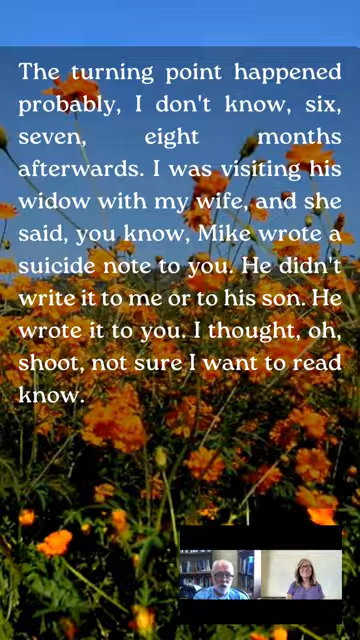 The turning point happened
probably, I don't know, six,
seven, eight months
afterwards. I was visiting his
widow with my wife, and she
said, you know, Mike wrote a
suicide note to you. He didn't
write it to me or to his son. He
wrote it to you. I thought, oh,
shoot, not sure I want to read
know.